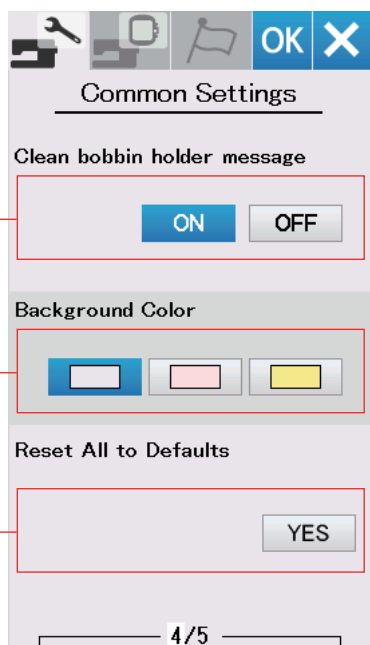 OK
Common Settings
Clean bobbin holder message
ON OFF
Background Color
Reset All to Defaults
YES
4/5